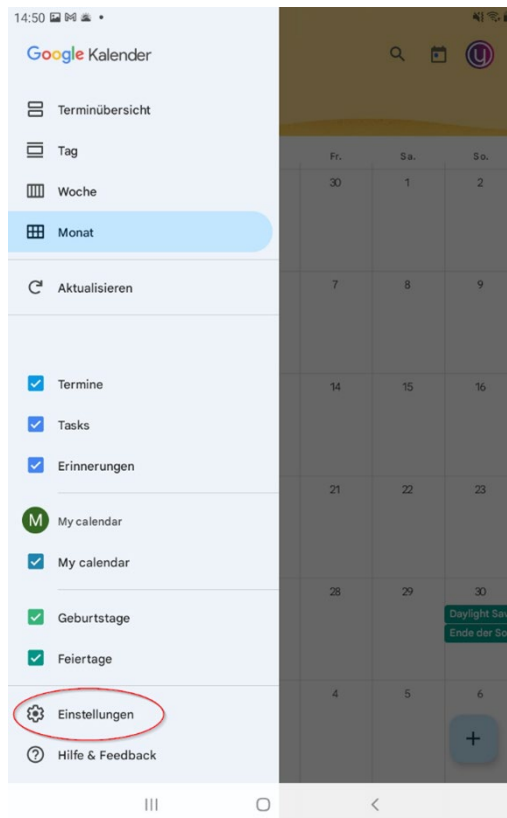 14:50
Google Kalender
Terminübersicht
Tag
Woche
Monat
Aktualisieren
Termine
Tasks
Erinnerungen
M My calendar
My calendar
Geburtstage
Feiertage
Einstellungen
Hilfe & Feedback
Fr. Sa. So.
30 1 2
7 8 9
14 15 16
21 22 23
28 29 30
Daylight Sav
Ende der So
4 5 6